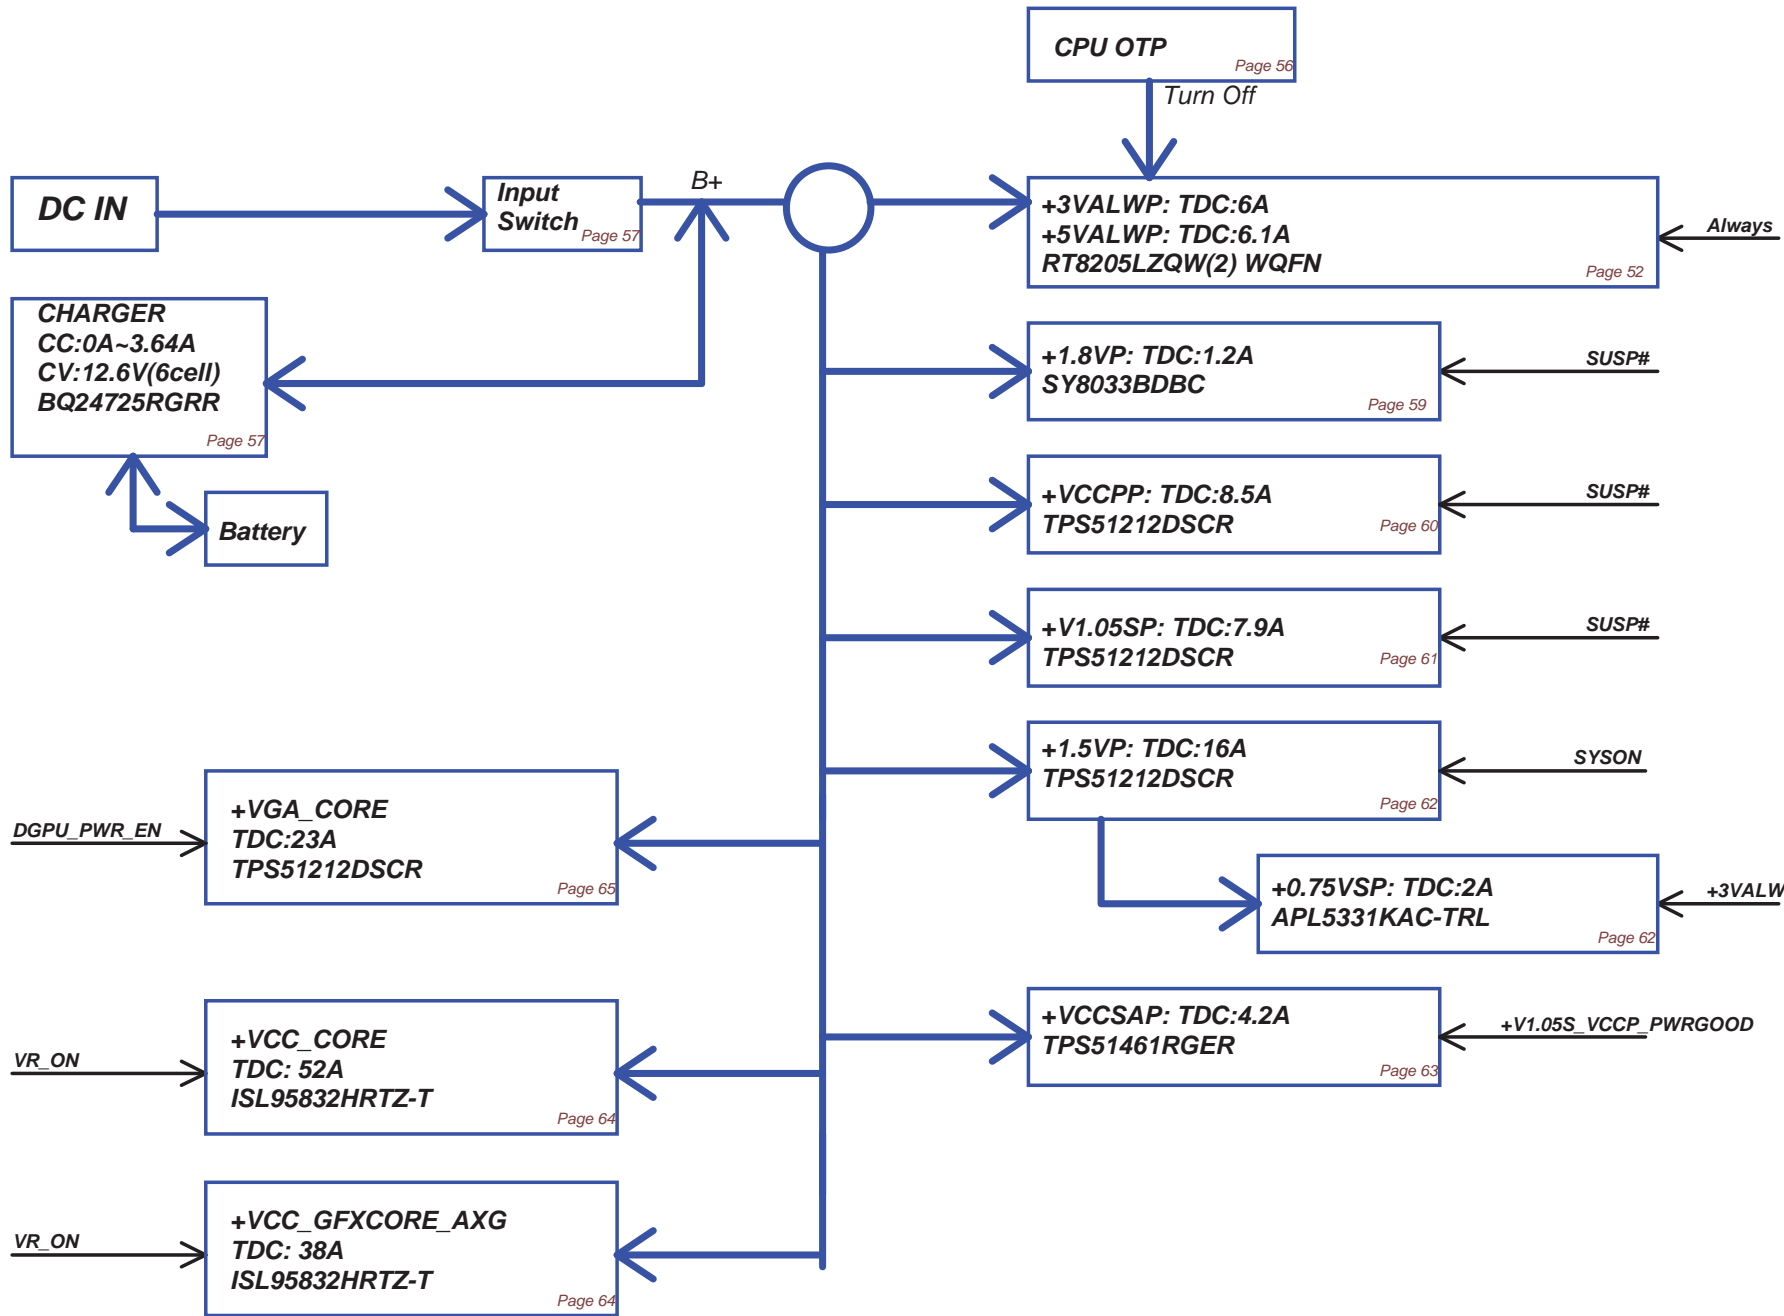 CPU OTP
Page 56
Turn Off
DC IN
Input
Switch
Page 57
B+
+3VALWP: TDC:6A
+5VALWP: TDC:6.1A
RT8205LZQW(2) WQFN
Page 52
Always
CHARGER
CC:0A~3.64A
CV:12.6V(6cell)
BQ24725RGRR
Page 57
Battery
+1.8VP: TDC:1.2A
SY8033BDBC
Page 59
SUSP#
+VCCPP: TDC:8.5A
TPS51212DSCR
Page 60
SUSP#
+V1.05SP: TDC:7.9A
TPS51212DSCR
Page 61
SUSP#
+1.5VP: TDC:16A
TPS51212DSCR
Page 62
SYSON
DGPU_PWR_EN
+VGA_CORE
TDC:23A
TPS51212DSCR
Page 65
+0.75VSP: TDC:2A
APL5331KAC-TRL
Page 62
+3VALW
VR_ON
+VCC_CORE
TDC: 52A
ISL95832HRTZ-T
Page 64
+VCCSAP: TDC:4.2A
TPS51461RGER
Page 63
+V1.05S_VCCP_PWRGOOD
VR_ON
+VCC_GFXCORE_AXG
TDC: 38A
ISL95832HRTZ-T
Page 64